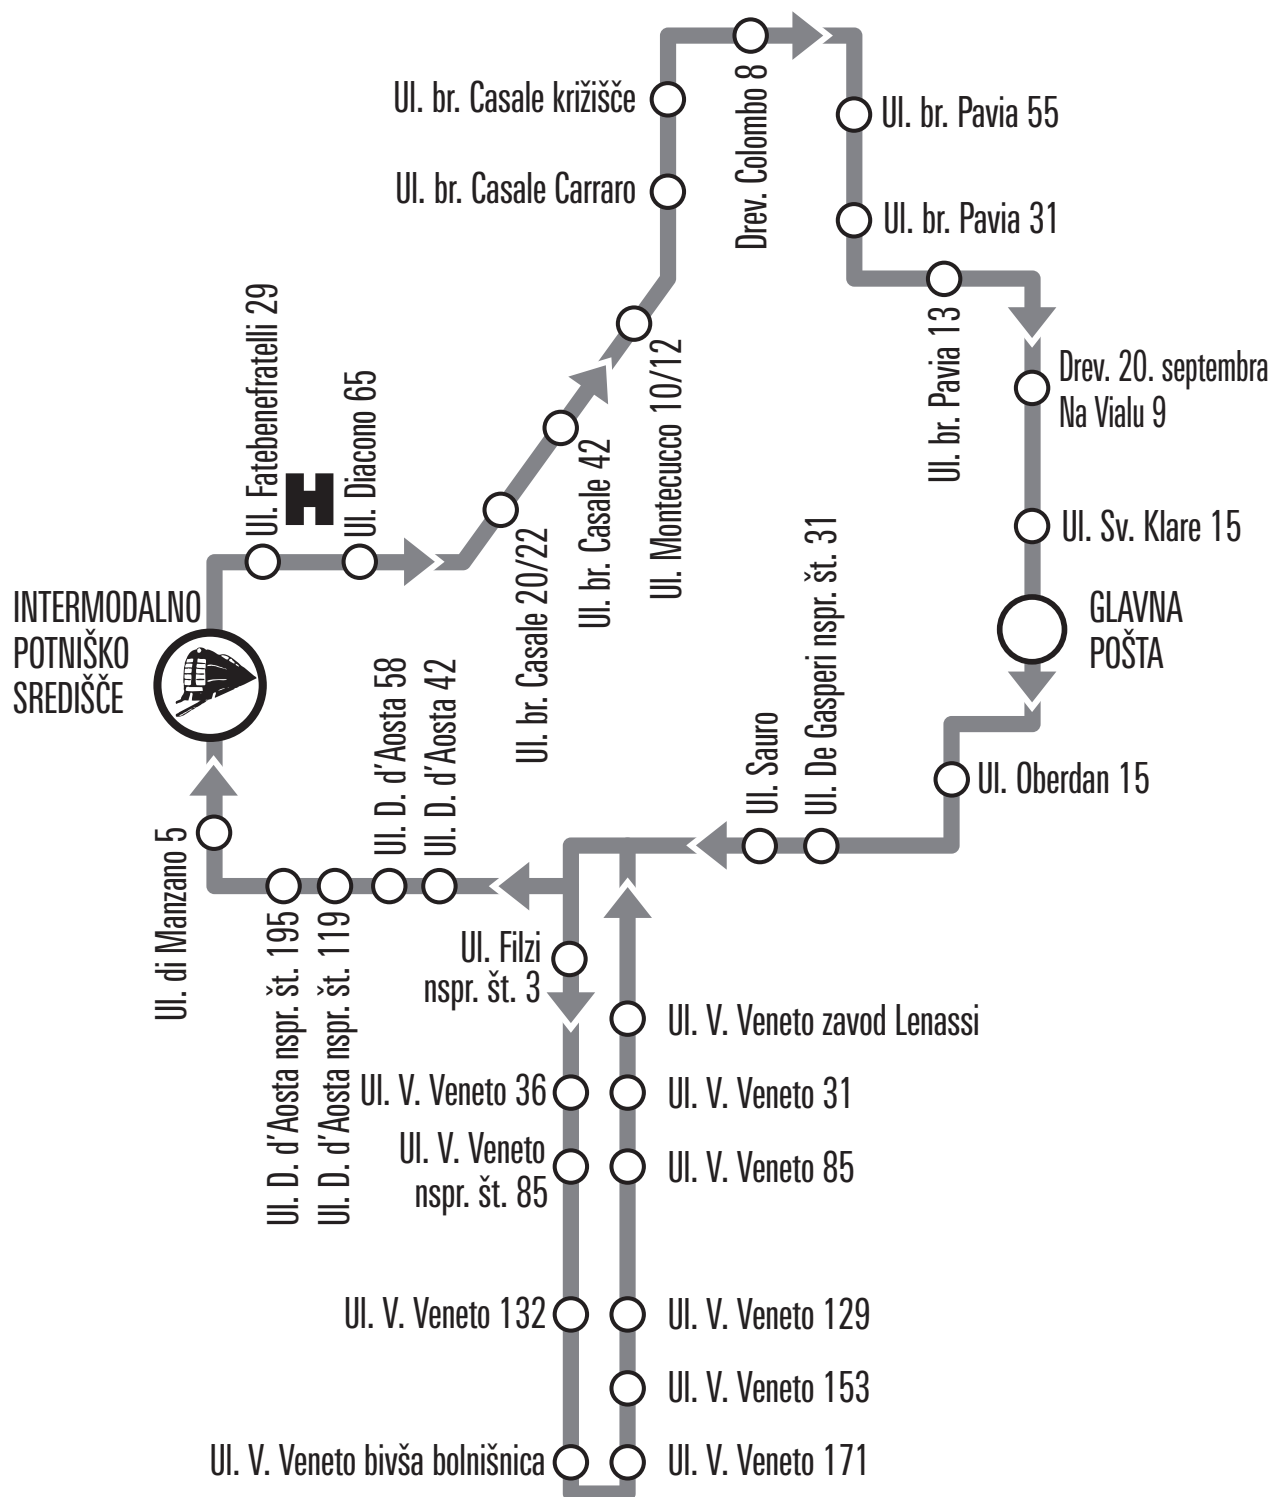 Drev. Colombo 8
Ul. br. Casale križišče
Ul. br. Pavia 55
Ul. br. Casale Carraro
Ul. br. Pavia 31
Ul. br. Pavia 13
Ul. Fatebenefratelli 29
H
Ul. Diacono 65
Ul. Montecucco 10/12
Drev. 20. septembra
Na Vialu 9
Ul. br. Casale 42
Ul. br. Casale 20/22
Ul. Sv. Klare 15
INTERMODALNO
POTNIŠKO
SREDIŠČE
GLAVNA
POŠTA
Ul. D. d'Aosta 58
Ul. D. d'Aosta 42
Ul. Sauro
Ul. De Gasperi nspr. št. 31
Ul. Oberdan 15
Ul. di Manzano 5
Ul. D. d'Aosta nspr. št. 195
Ul. D. d'Aosta nspr. št. 119
Ul. Filzi
nspr. št. 3
Ul. V. Veneto zavod Lenassi
Ul. V. Veneto 36
Ul. V. Veneto 31
Ul. V. Veneto
nspr. št. 85
Ul. V. Veneto 85
Ul. V. Veneto 132
Ul. V. Veneto 129
Ul. V. Veneto 153
Ul. V. Veneto bivša bolnišnica
Ul. V. Veneto 171